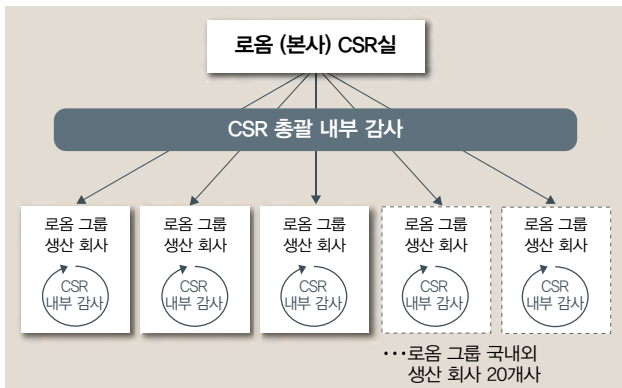 로옴 (본사) CSR실
CSR 총괄 내부 감사
로옴 그룹
생산 회사
CSR
내부 감사
로옴 그룹
생산 회사
CSR
내부 감사
로옴 그룹
생산 회사
CSR
내부 감사
로옴 그룹
생산 회사
CSR
내부 감사
로옴 그룹
생산 회사
CSR
내부 감사
⋯로옴 그룹 국내외
생산 회사 20개사